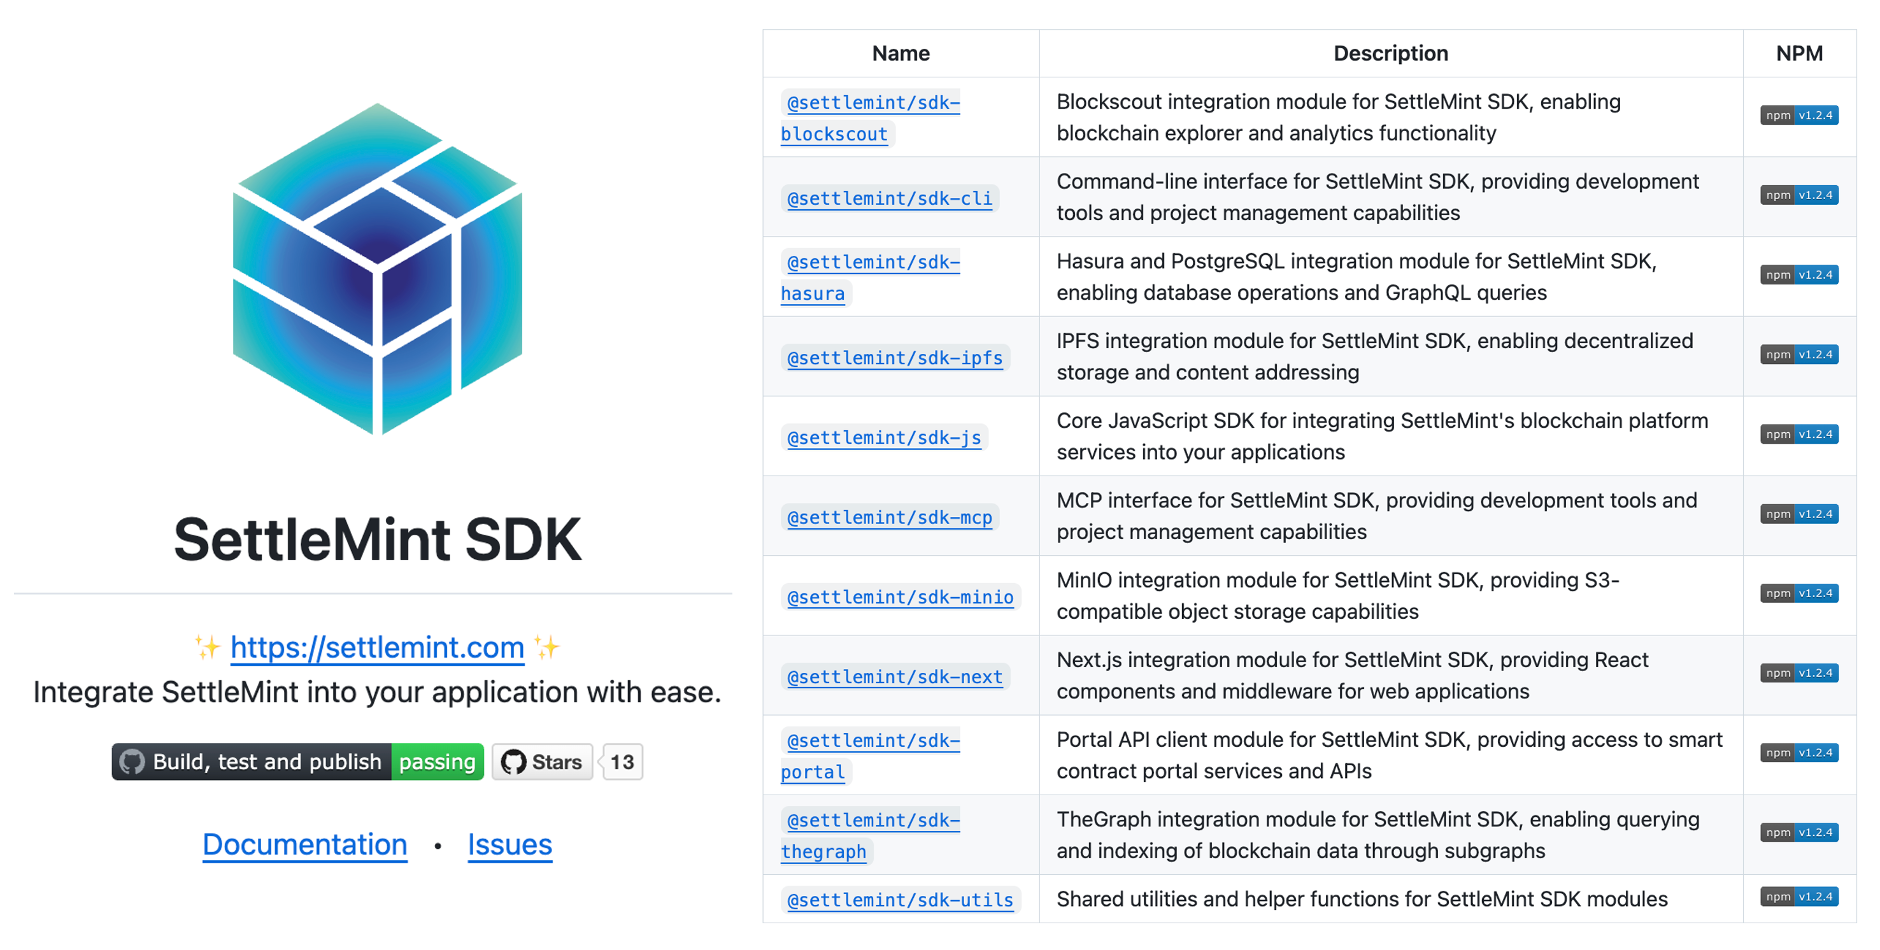 SettleMint SDK
✨ https://settlemint.com ✨
Integrate SettleMint into your application with ease.
Build, test and publish passing
Stars 13
Documentation • Issues
Name Description NPM
@settlemint/sdk-
blockscout
Blockscout integration module for SettleMint SDK, enabling
blockchain explorer and analytics functionality
npm v1.2.4
@settlemint/sdk-cli
Command-line interface for SettleMint SDK, providing development
tools and project management capabilities
npm v1.2.4
@settlemint/sdk-
hasura
Hasura and PostgreSQL integration module for SettleMint SDK,
enabling database operations and GraphQL queries
npm v1.2.4
@settlemint/sdk-ipfs
IPFS integration module for SettleMint SDK, enabling decentralized
storage and content addressing
npm v1.2.4
@settlemint/sdk-js
Core JavaScript SDK for integrating SettleMint's blockchain platform
services into your applications
npm v1.2.4
@settlemint/sdk-mcp
MCP interface for SettleMint SDK, providing development tools and
project management capabilities
npm v1.2.4
@settlemint/sdk-minio
MinIO integration module for SettleMint SDK, providing S3-
compatible object storage capabilities
npm v1.2.4
@settlemint/sdk-next
Next.js integration module for SettleMint SDK, providing React
components and middleware for web applications
npm v1.2.4
@settlemint/sdk-
portal
Portal API client module for SettleMint SDK, providing access to smart
contract portal services and APIs
npm v1.2.4
@settlemint/sdk-
thegraph
TheGraph integration module for SettleMint SDK, enabling querying
and indexing of blockchain data through subgraphs
npm v1.2.4
@settlemint/sdk-utils
Shared utilities and helper functions for SettleMint SDK modules
npm v1.2.4